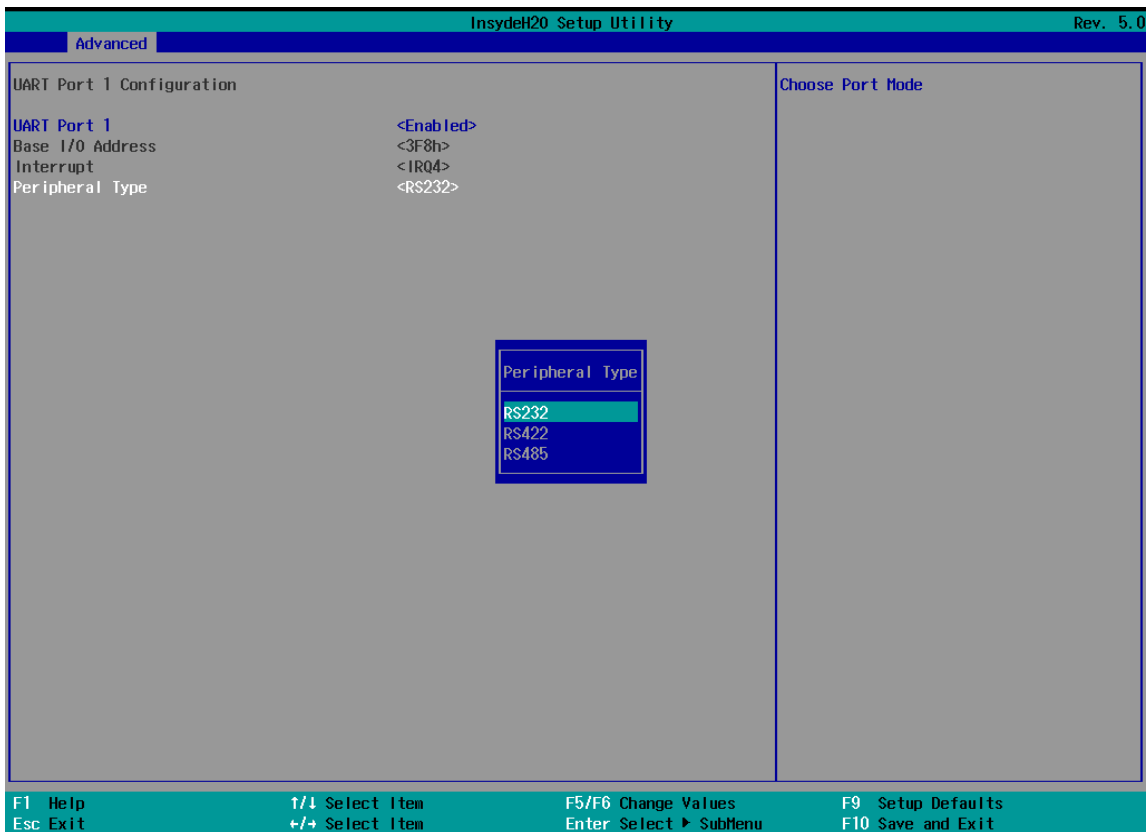 InsydeH2O Setup Utility Rev. 5.0
Advanced
UART Port 1 Configuration
Choose Port Mode
UART Port 1 <Enabled>
Base I/O Address <3F8h>
Interrupt <IRQ4>
Peripheral Type <RS232>
Peripheral Type
RS232
RS422
RS485
F1 Help ↑/↓ Select Item F5/F6 Change Values F9 Setup Defaults
Esc Exit ←/→ Select Item Enter Select ▶ SubMenu F10 Save and Exit